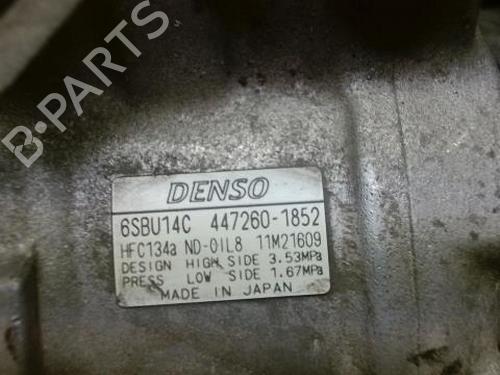 B-PARTS
DENSO
6SBU14C 447260-1852
HFC134a ND-OIL8 11M21609
DESIGN HIGH SIDE 3.53MPa
PRESS LOW SIDE 1.67MPa
MADE IN JAPAN